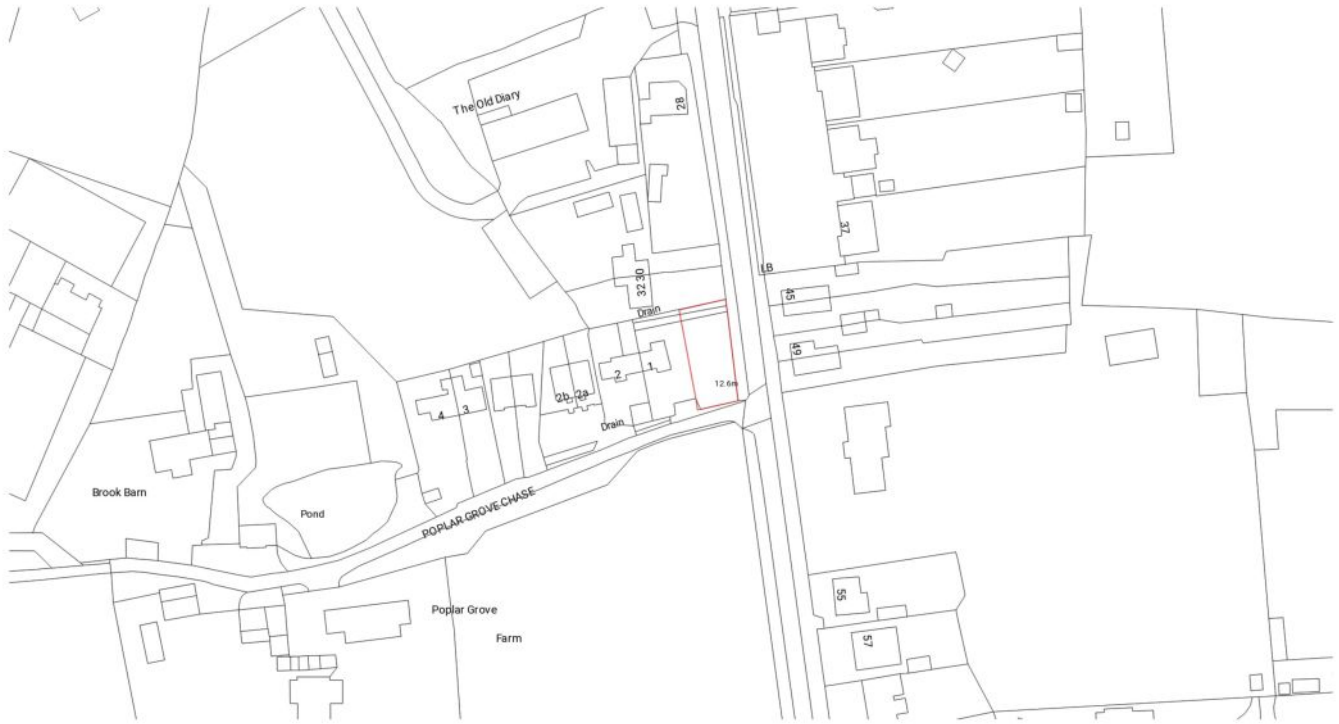 The Old Diary
28
37
LB
32 30
45
Drain
49
12.6m
1
2
2b 2a
3
4
Drain
Brook Barn
Pond
POPLAR GROVE CHASE
55
Poplar Grove
Farm
57